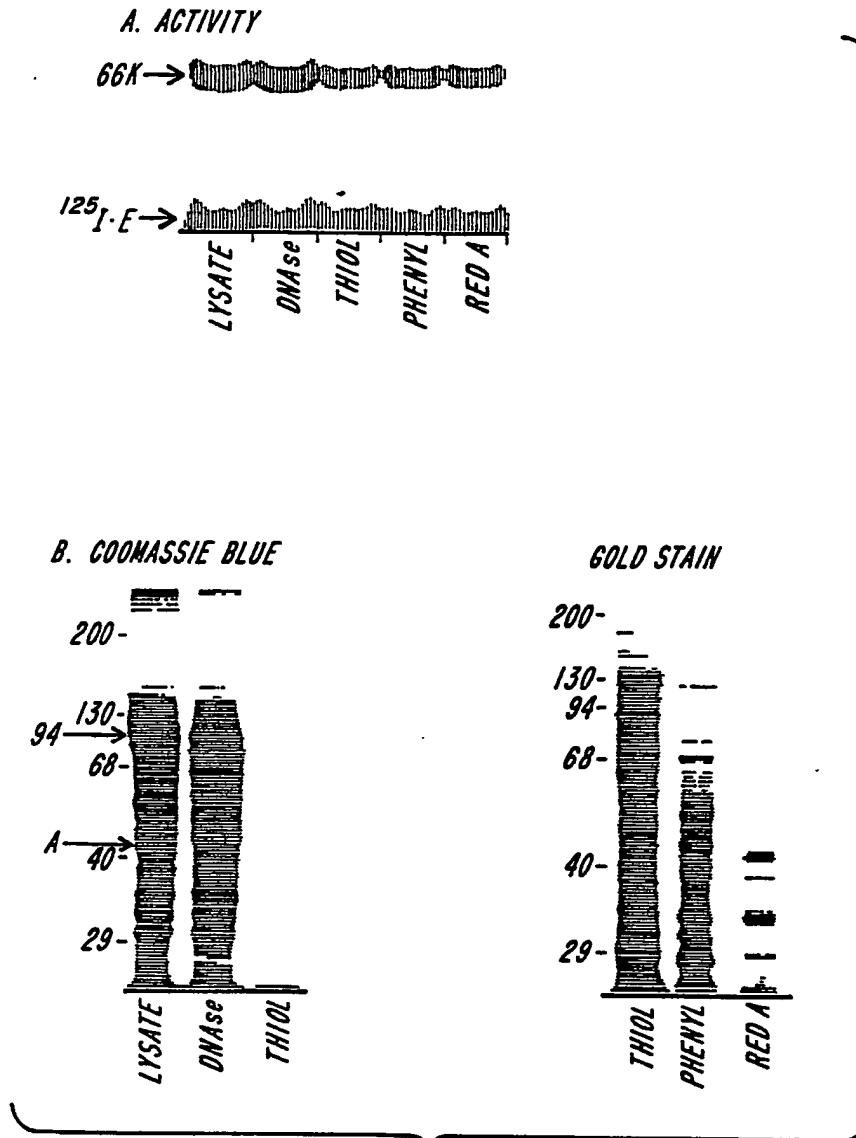 A. ACTIVITY
66K
125I·E
LYSATE
DNAse
THIOL
PHENYL
RED A
B. COOMASSIE BLUE
200-
130-
94
68-
A
40-
29-
LYSATE
DNAse
THIOL
GOLD STAIN
200-
130-
94-
68-
40-
29-
THIOL
PHENYL
RED A